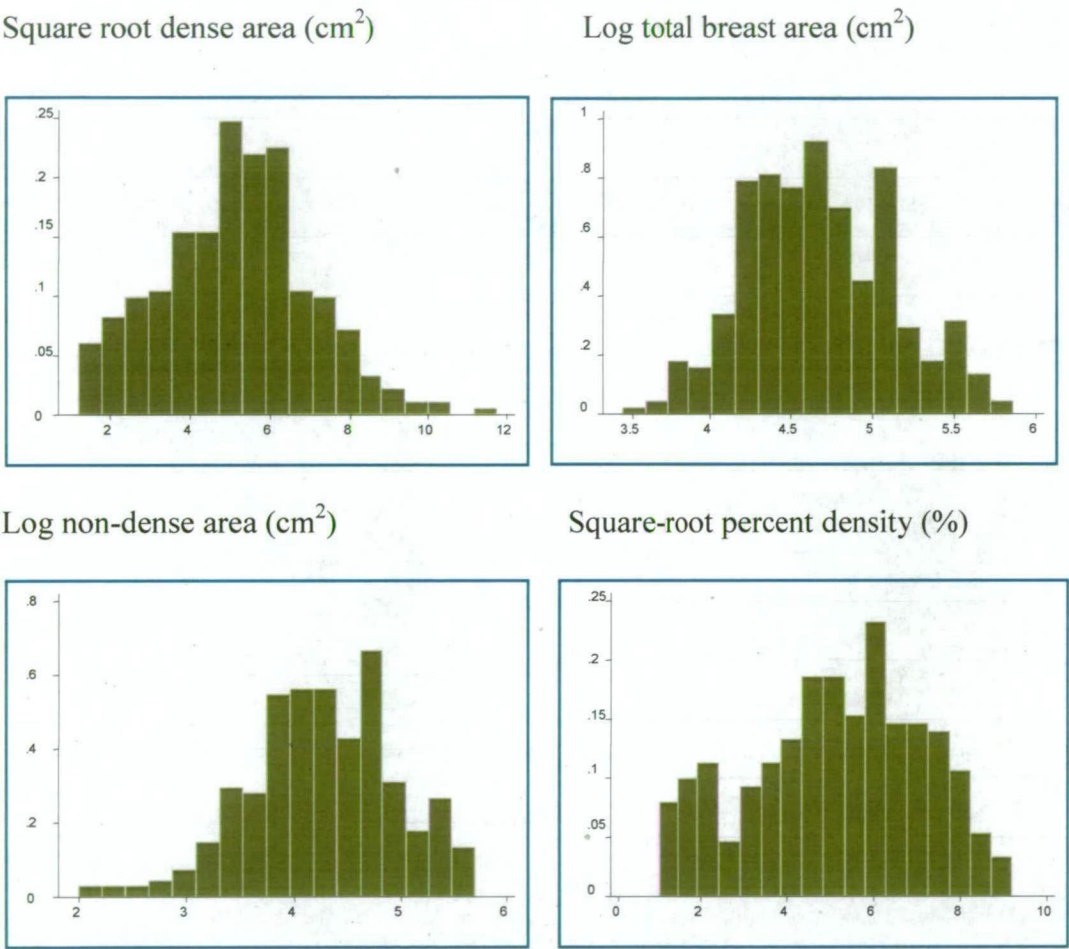 Square root dense area (cm²)
Log total breast area (cm²)
.25
.2
.15
.1
.05
0
2 4 6 8 10 12
1
.8
.6
.4
.2
0
3.5 4 4.5 5 5.5 6
Log non-dense area (cm²)
Square-root percent density (%)
.8
.6
.4
.2
0
2 3 4 5 6
.25
.2
.15
.1
.05
0
0 2 4 6 8 10